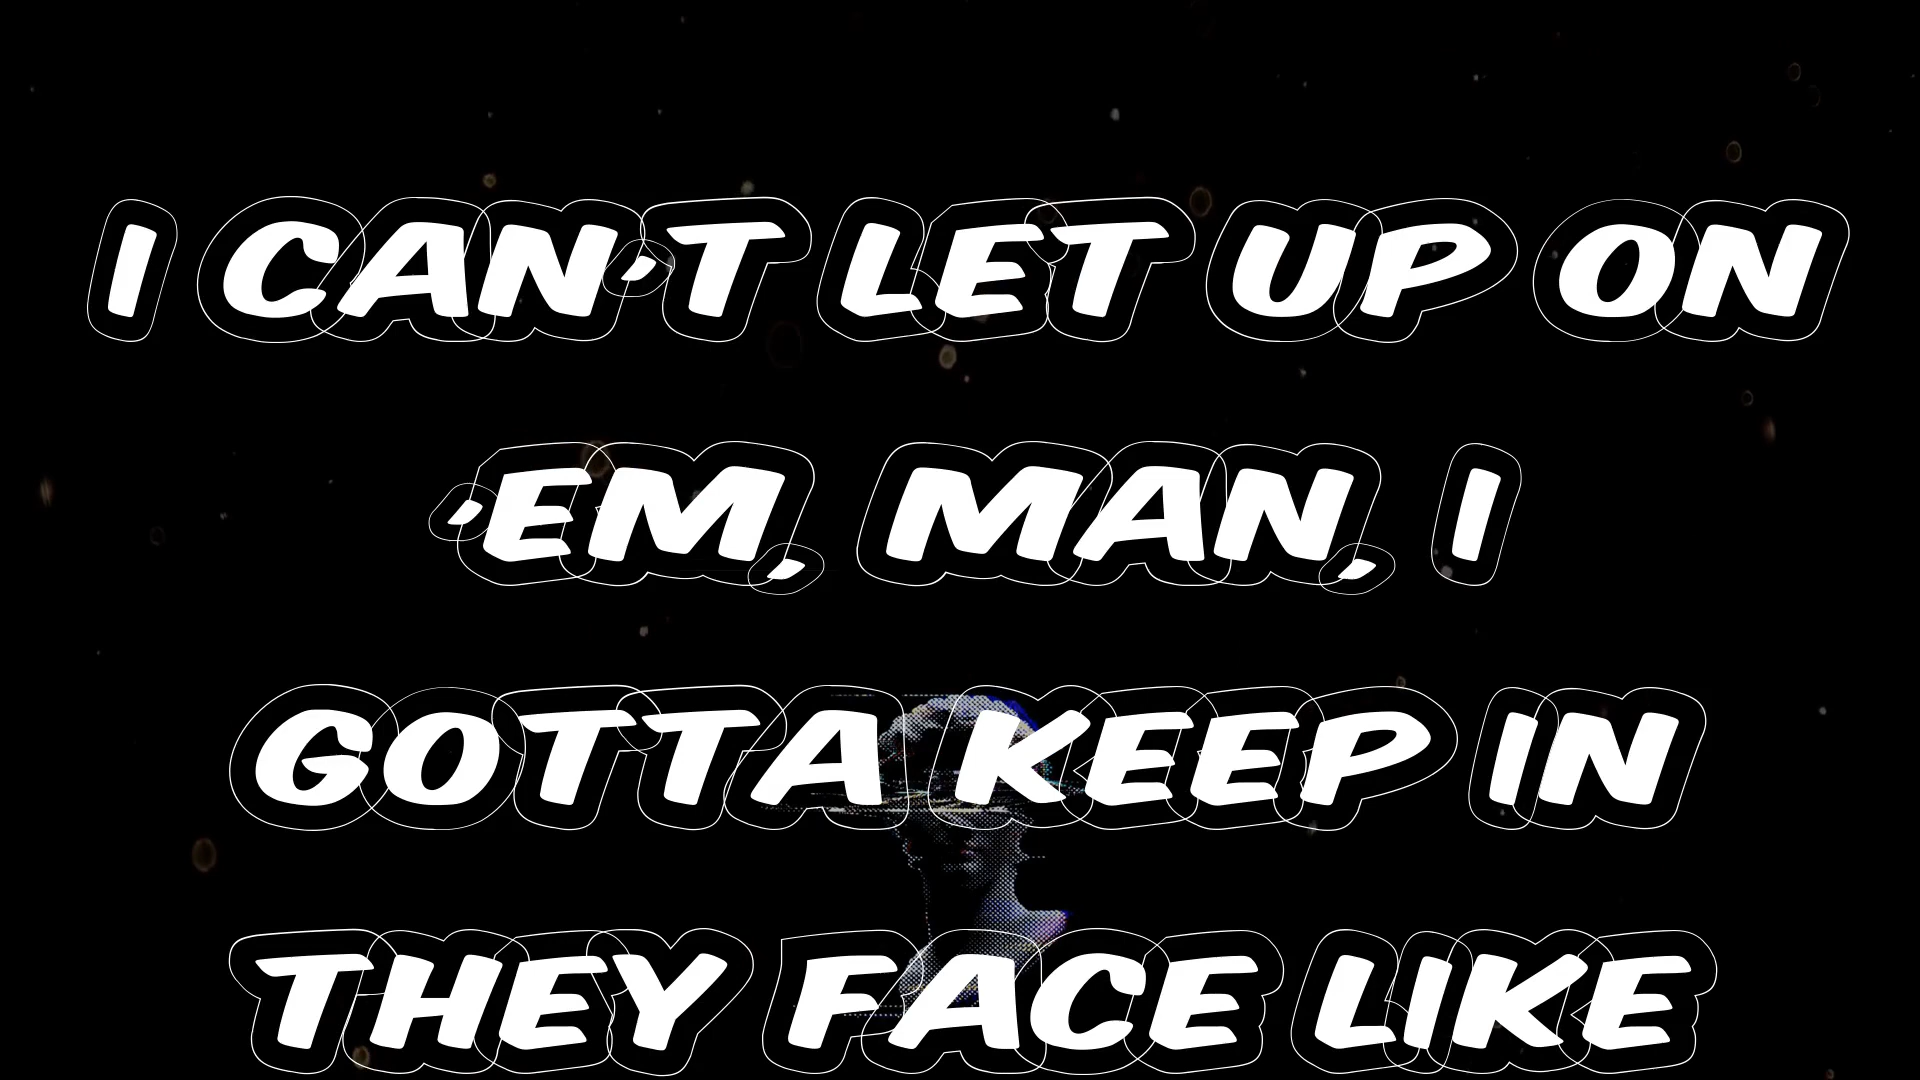 I CAN'T LET UP ON
'EM, MAN, I
GOTTA KEEP IN
THEY FACE LIKE